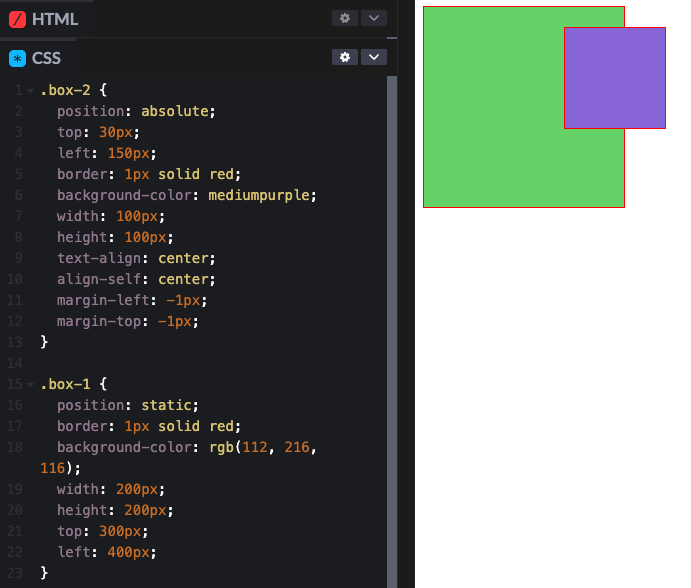 HTML
CSS
1 .box-2 {
2 position: absolute;
3 top: 30px;
4 left: 150px;
5 border: 1px solid red;
6 background-color: mediumpurple;
7 width: 100px;
8 height: 100px;
9 text-align: center;
10 align-self: center;
11 margin-left: -1px;
12 margin-top: -1px;
13 }
14
15 .box-1 {
16 position: static;
17 border: 1px solid red;
18 background-color: rgb(112, 216,
116);
19 width: 200px;
20 height: 200px;
21 top: 300px;
22 left: 400px;
23 }